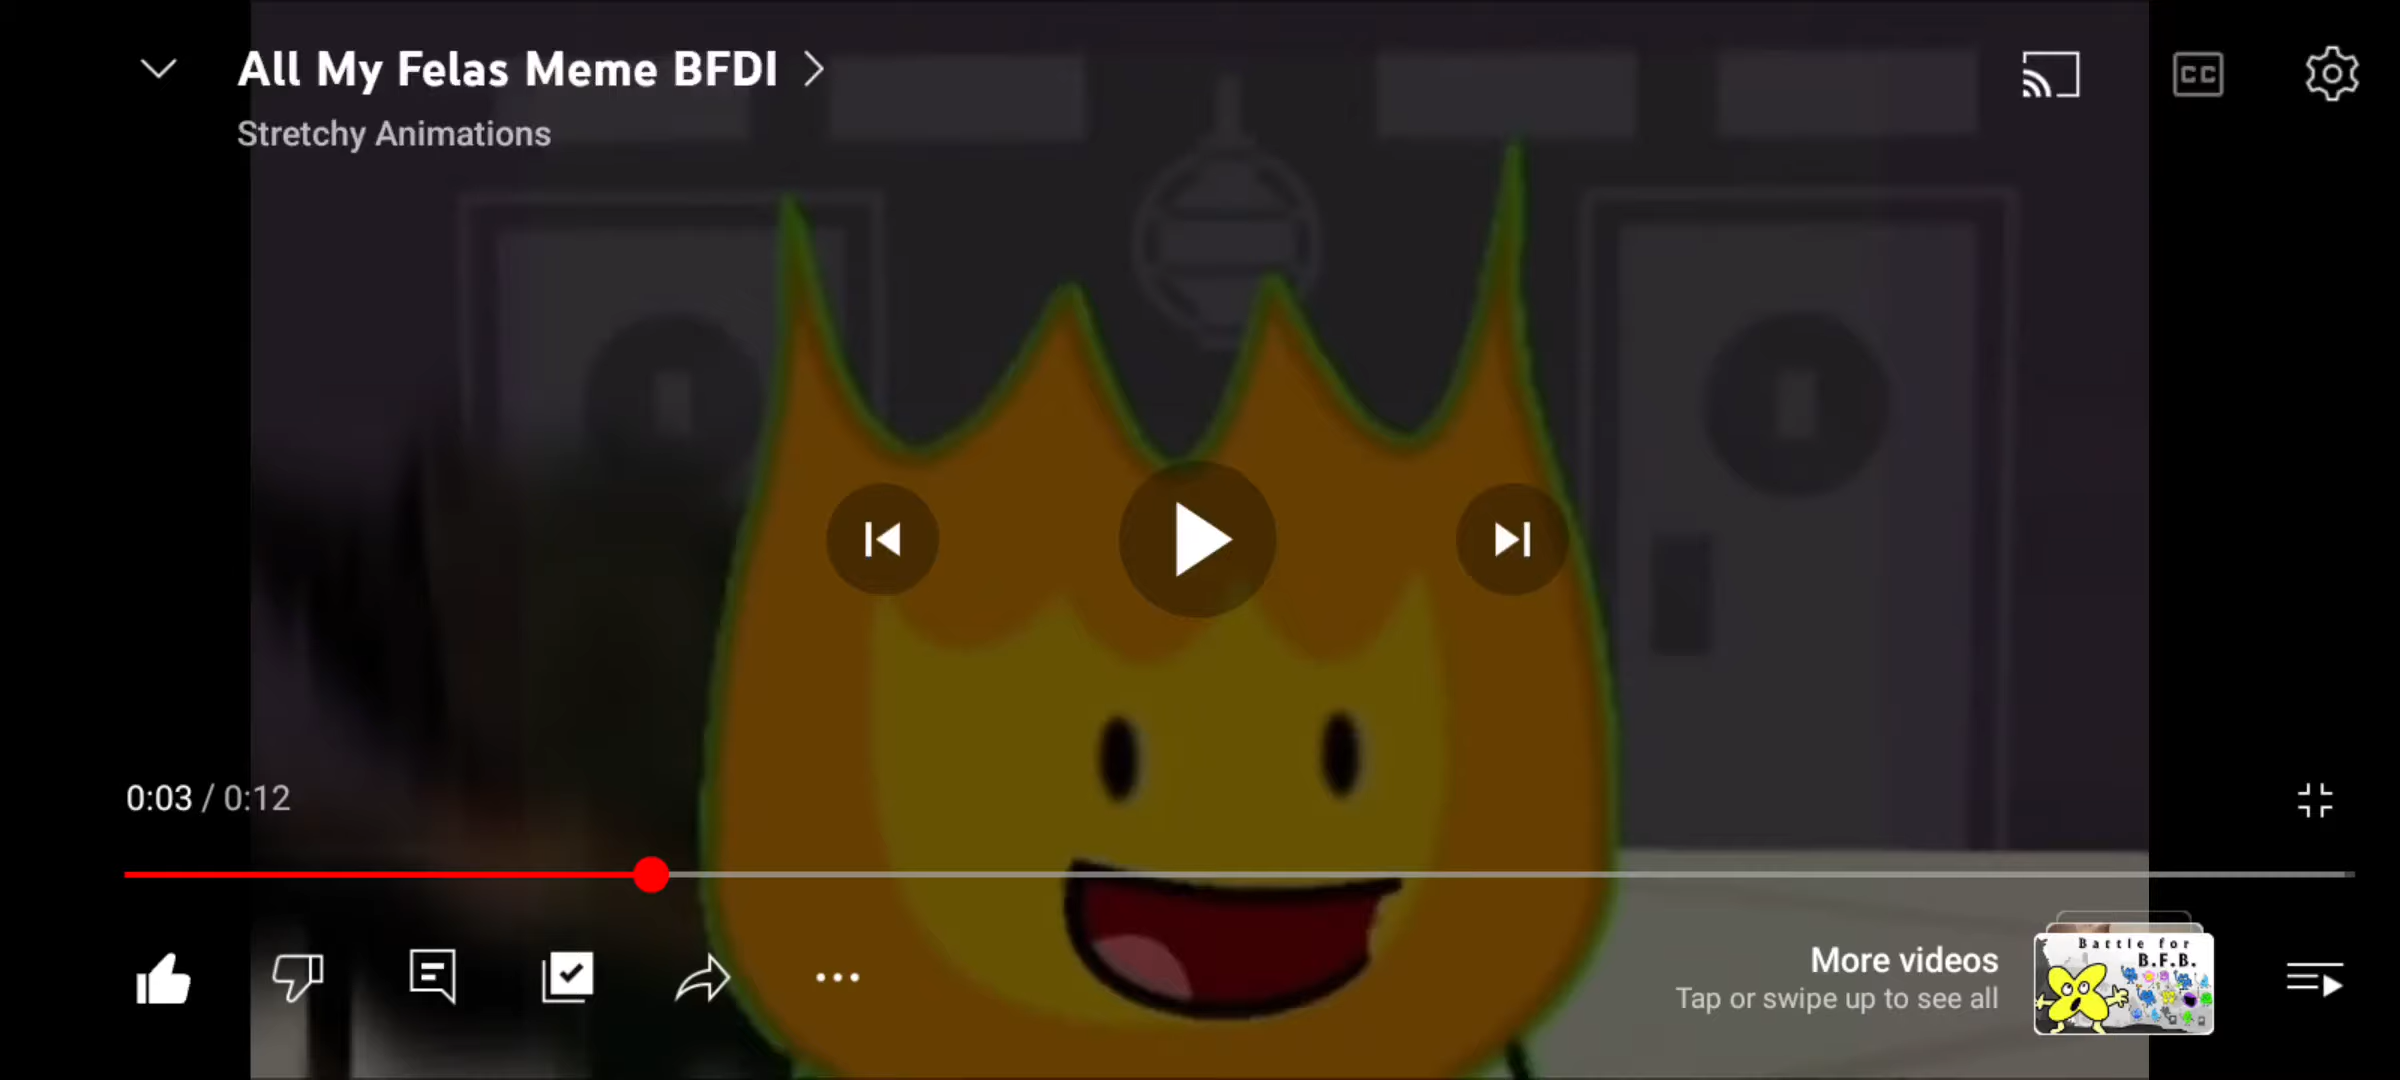 All My Felas Meme BFDI
Stretchy Animations
CC
0:03 / 0:12
More videos
Tap or swipe up to see all
Battle for
B.F.B.